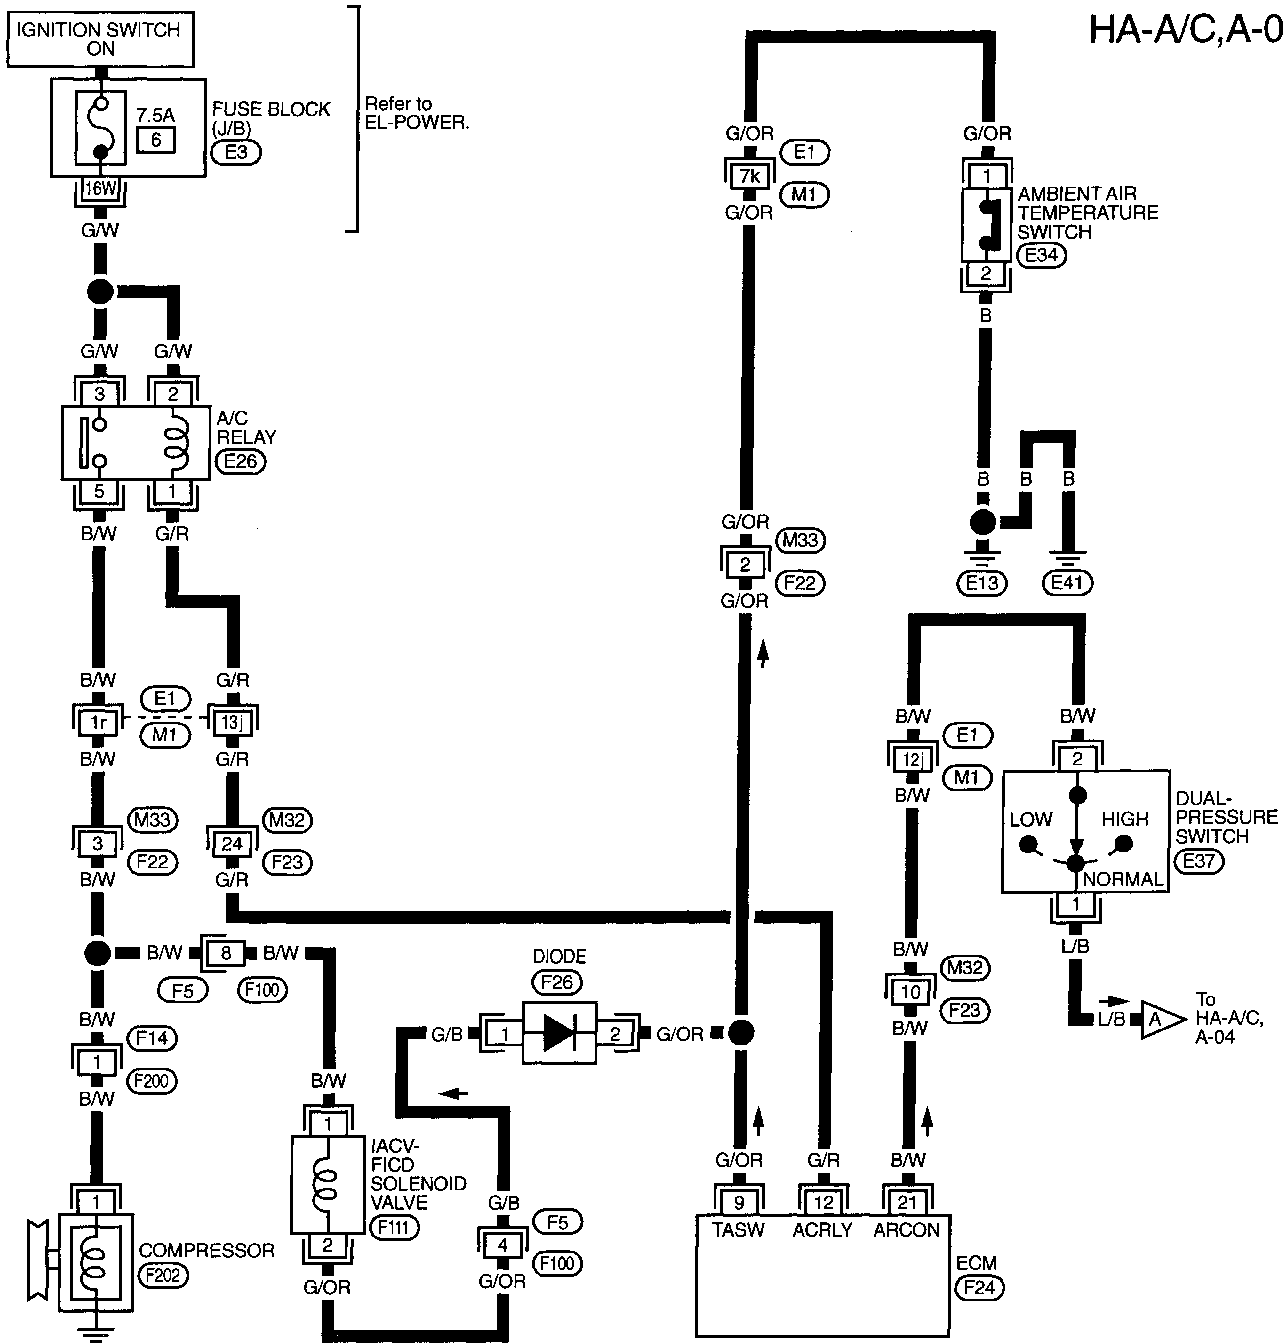 HA-A/C,A-0
IGNITION SWITCH
ON
7.5A
6
FUSE BLOCK
(J/B)
E3
Refer to
EL-POWER.
16W
G/W
G/W
G/W
3
2
A/C
RELAY
E26
5
1
B/W
G/R
B/W
G/R
E1
1r
13j
M1
B/W
G/R
M33
M32
3
24
F22
F23
B/W
G/R
B/W
8
B/W
F5
F100
B/W
F14
1
F200
B/W
1
COMPRESSOR
F202
B/W
1
IACV-
FICD
SOLENOID
VALVE
F111
2
G/OR
DIODE
F26
G/B
1
2
G/OR
G/B
F5
4
F100
G/OR
G/OR
E1
7k
M1
G/OR
G/OR
M33
2
F22
G/OR
G/OR
1
AMBIENT AIR
TEMPERATURE
SWITCH
E34
2
B
B
B
B
E13
E41
B/W
B/W
E1
12j
M1
B/W
2
LOW
HIGH
NORMAL
DUAL-
PRESSURE
SWITCH
E37
1
L/B
B/W
M32
10
F23
B/W
L/B
A
To
HA-A/C,
A-04
G/OR
G/R
B/W
9
12
21
TASW
ACRLY
ARCON
ECM
F24